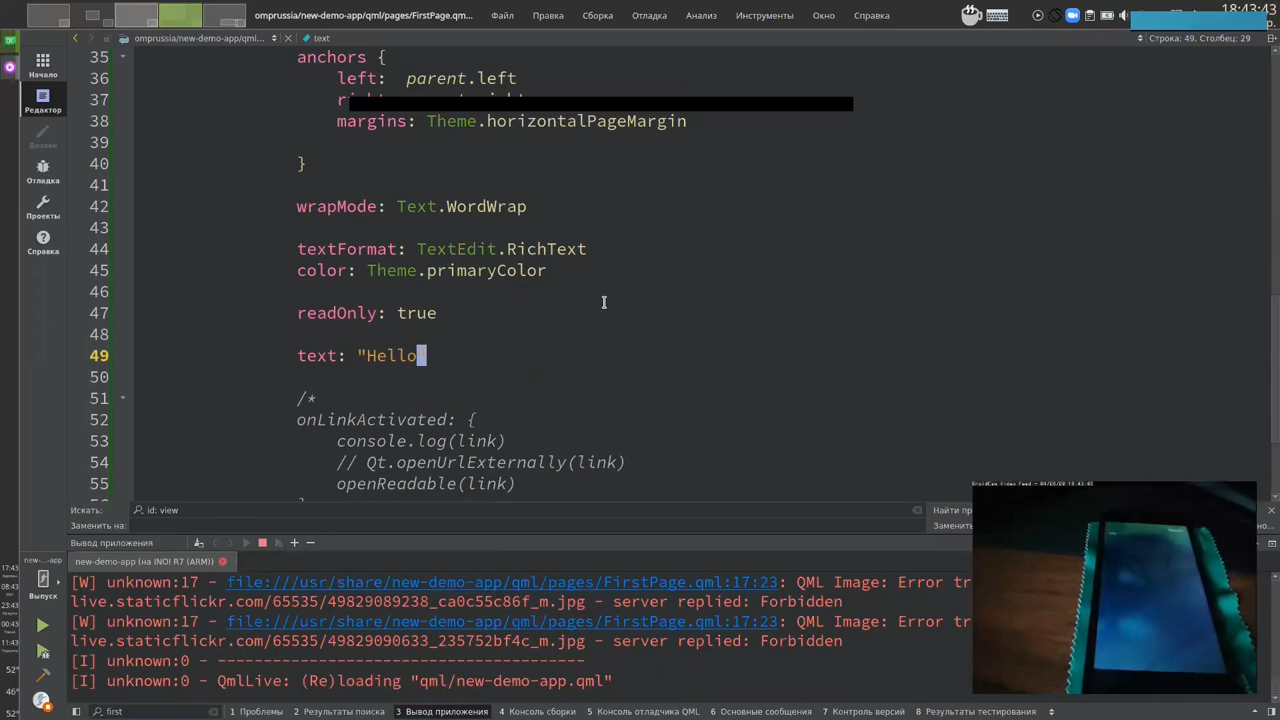 omprussia/new-demo-app/qml/pages/FirstPage.qm... Файл Правка Сборка Отладка Анализ Инструменты Окно Справка 18:43:43
omprussia/new-demo-app/qml... text Строка: 49, Столбец: 29
Начало
Редактор
Дизайн
Отладка
Проекты
Справка
35 anchors {
36 left: parent.left
37
38 margins: Theme.horizontalPageMargin
39
40 }
41
42 wrapMode: Text.WordWrap
43
44 textFormat: TextEdit.RichText
45 color: Theme.primaryColor
46
47 readOnly: true
48
49 text: "Hello"
50
51 /*
52 onLinkActivated: {
53 console.log(link)
54 // Qt.openUrlExternally(link)
55 openReadable(link)
Искать: id: view Найти пр
Заменить на: Заменить
Вывод приложения
new-...-app new-demo-app (на INOI R7 (ARM))
Выпуск
[W] unknown:17 - file:///usr/share/new-demo-app/qml/pages/FirstPage.qml:17:23: QML Image: Error tr
live.staticflickr.com/65535/49829089238_ca0c55c86f_m.jpg - server replied: Forbidden
[W] unknown:17 - file:///usr/share/new-demo-app/qml/pages/FirstPage.qml:17:23: QML Image: Error tr
live.staticflickr.com/65535/49829090633_235752bf4c_m.jpg - server replied: Forbidden
[I] unknown:0 - ---------------------------------------
[I] unknown:0 - QmlLive: (Re)loading "qml/new-demo-app.qml"
first 1 Проблемы 2 Результаты поиска 3 Вывод приложения 4 Консоль сборки 5 Консоль отладчика QML 6 Основные сообщения 7 Контроль версий 8 Результаты тестирования